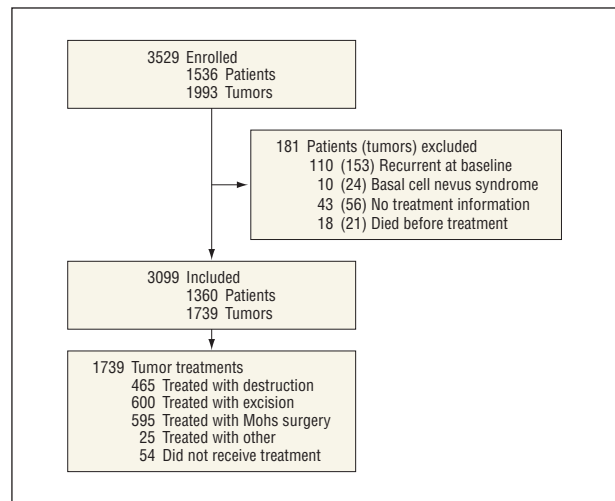 3529 Enrolled
1536 Patients
1993 Tumors
181 Patients (tumors) excluded
110 (153) Recurrent at baseline
10 (24) Basal cell nevus syndrome
43 (56) No treatment information
18 (21) Died before treatment
3099 Included
1360 Patients
1739 Tumors
1739 Tumor treatments
465 Treated with destruction
600 Treated with excision
595 Treated with Mohs surgery
25 Treated with other
54 Did not receive treatment